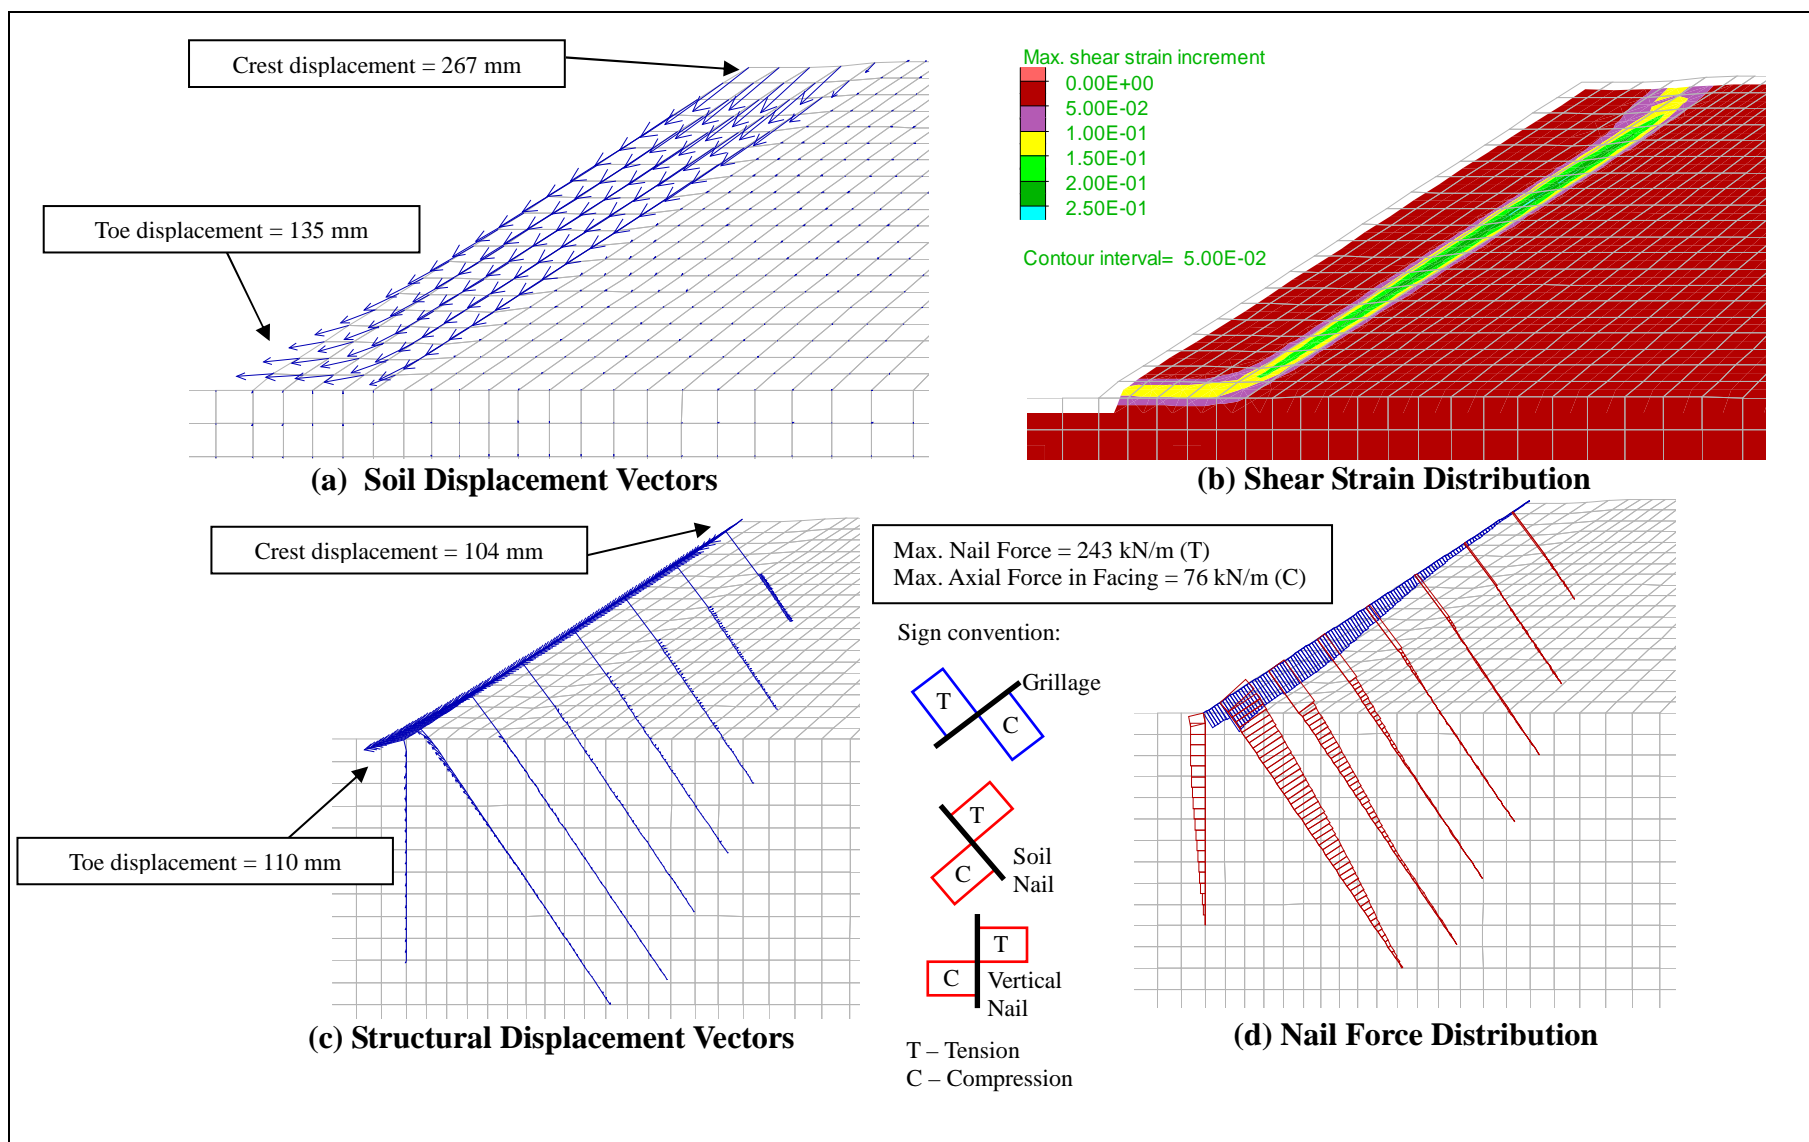 Crest displacement = 267 mm
Toe displacement = 135 mm
(a) Soil Displacement Vectors
Max. shear strain increment
0.00E+00
5.00E-02
1.00E-01
1.50E-01
2.00E-01
2.50E-01
Contour interval= 5.00E-02
(b) Shear Strain Distribution
Crest displacement = 104 mm
Toe displacement = 110 mm
(c) Structural Displacement Vectors
Max. Nail Force = 243 kN/m (T)
Max. Axial Force in Facing = 76 kN/m (C)
Sign convention:
T
Grillage
C
T
Soil
C
Nail
T
C
Vertical
Nail
T – Tension
C – Compression
(d) Nail Force Distribution